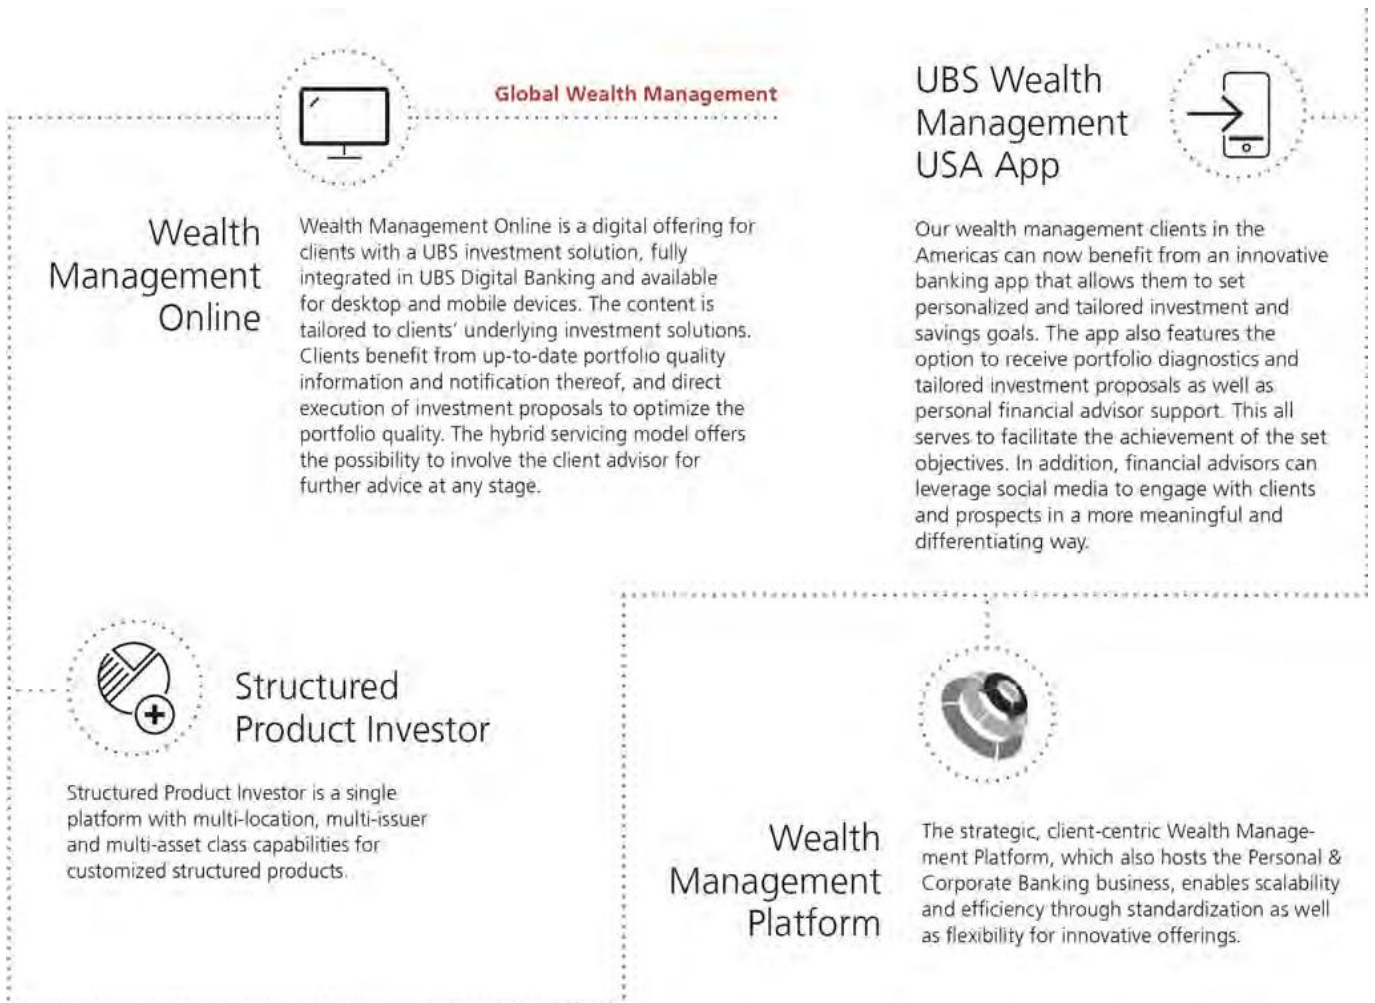 Global Wealth Management
Wealth
Management
Online
Wealth Management Online is a digital offering for
clients with a UBS investment solution, fully
integrated in UBS Digital Banking and available
for desktop and mobile devices. The content is
tailored to clients’ underlying investment solutions.
Clients benefit from up-to-date portfolio quality
information and notification thereof, and direct
execution of investment proposals to optimize the
portfolio quality. The hybrid servicing model offers
the possibility to involve the client advisor for
further advice at any stage.
UBS Wealth
Management
USA App
Our wealth management clients in the
Americas can now benefit from an innovative
banking app that allows them to set
personalized and tailored investment and
savings goals. The app also features the
option to receive portfolio diagnostics and
tailored investment proposals as well as
personal financial advisor support. This all
serves to facilitate the achievement of the set
objectives. In addition, financial advisors can
leverage social media to engage with clients
and prospects in a more meaningful and
differentiating way.
Structured
Product Investor
Structured Product Investor is a single
platform with multi-location, multi-issuer
and multi-asset class capabilities for
customized structured products.
Wealth
Management
Platform
The strategic, client-centric Wealth Manage-
ment Platform, which also hosts the Personal &
Corporate Banking business, enables scalability
and efficiency through standardization as well
as flexibility for innovative offerings.